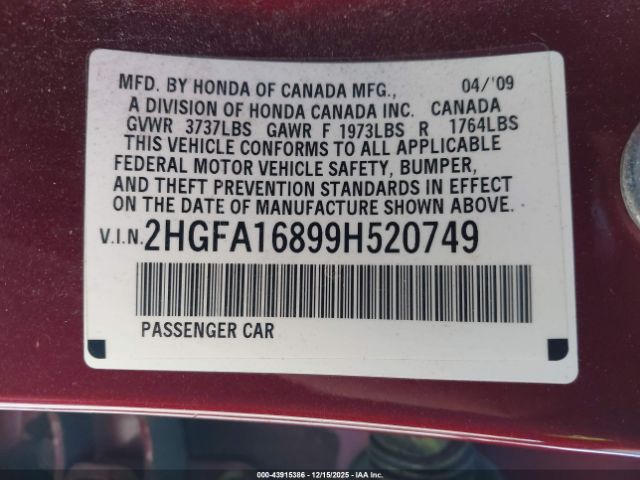 MFD. BY HONDA OF CANADA MFG., 04/'09
A DIVISION OF HONDA CANADA INC. CANADA
GVWR 3737LBS GAWR F 1973LBS R 1764LBS
THIS VEHICLE CONFORMS TO ALL APPLICABLE
FEDERAL MOTOR VEHICLE SAFETY, BUMPER,
AND THEFT PREVENTION STANDARDS IN EFFECT
ON THE DATE OF MANUFACTURE SHOWN ABOVE.
V.I.N. 2HGFA16899H520749
PASSENGER CAR
000-43915386 - 12/15/2025 - IAA Inc.